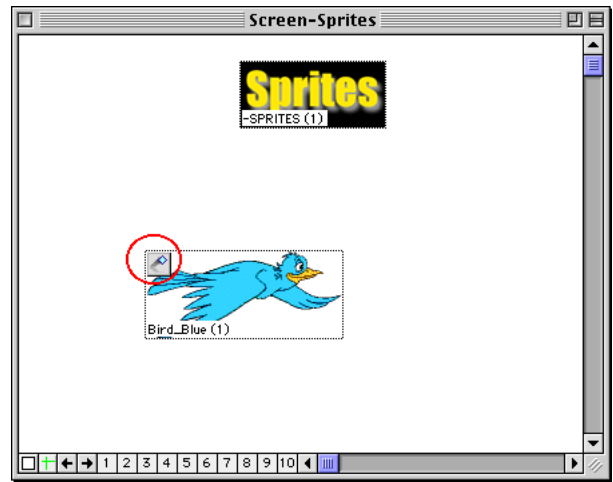 Screen-Sprites
Sprites
-SPRITES (1)
Bird_Blue (1)
1 2 3 4 5 6 7 8 9 10